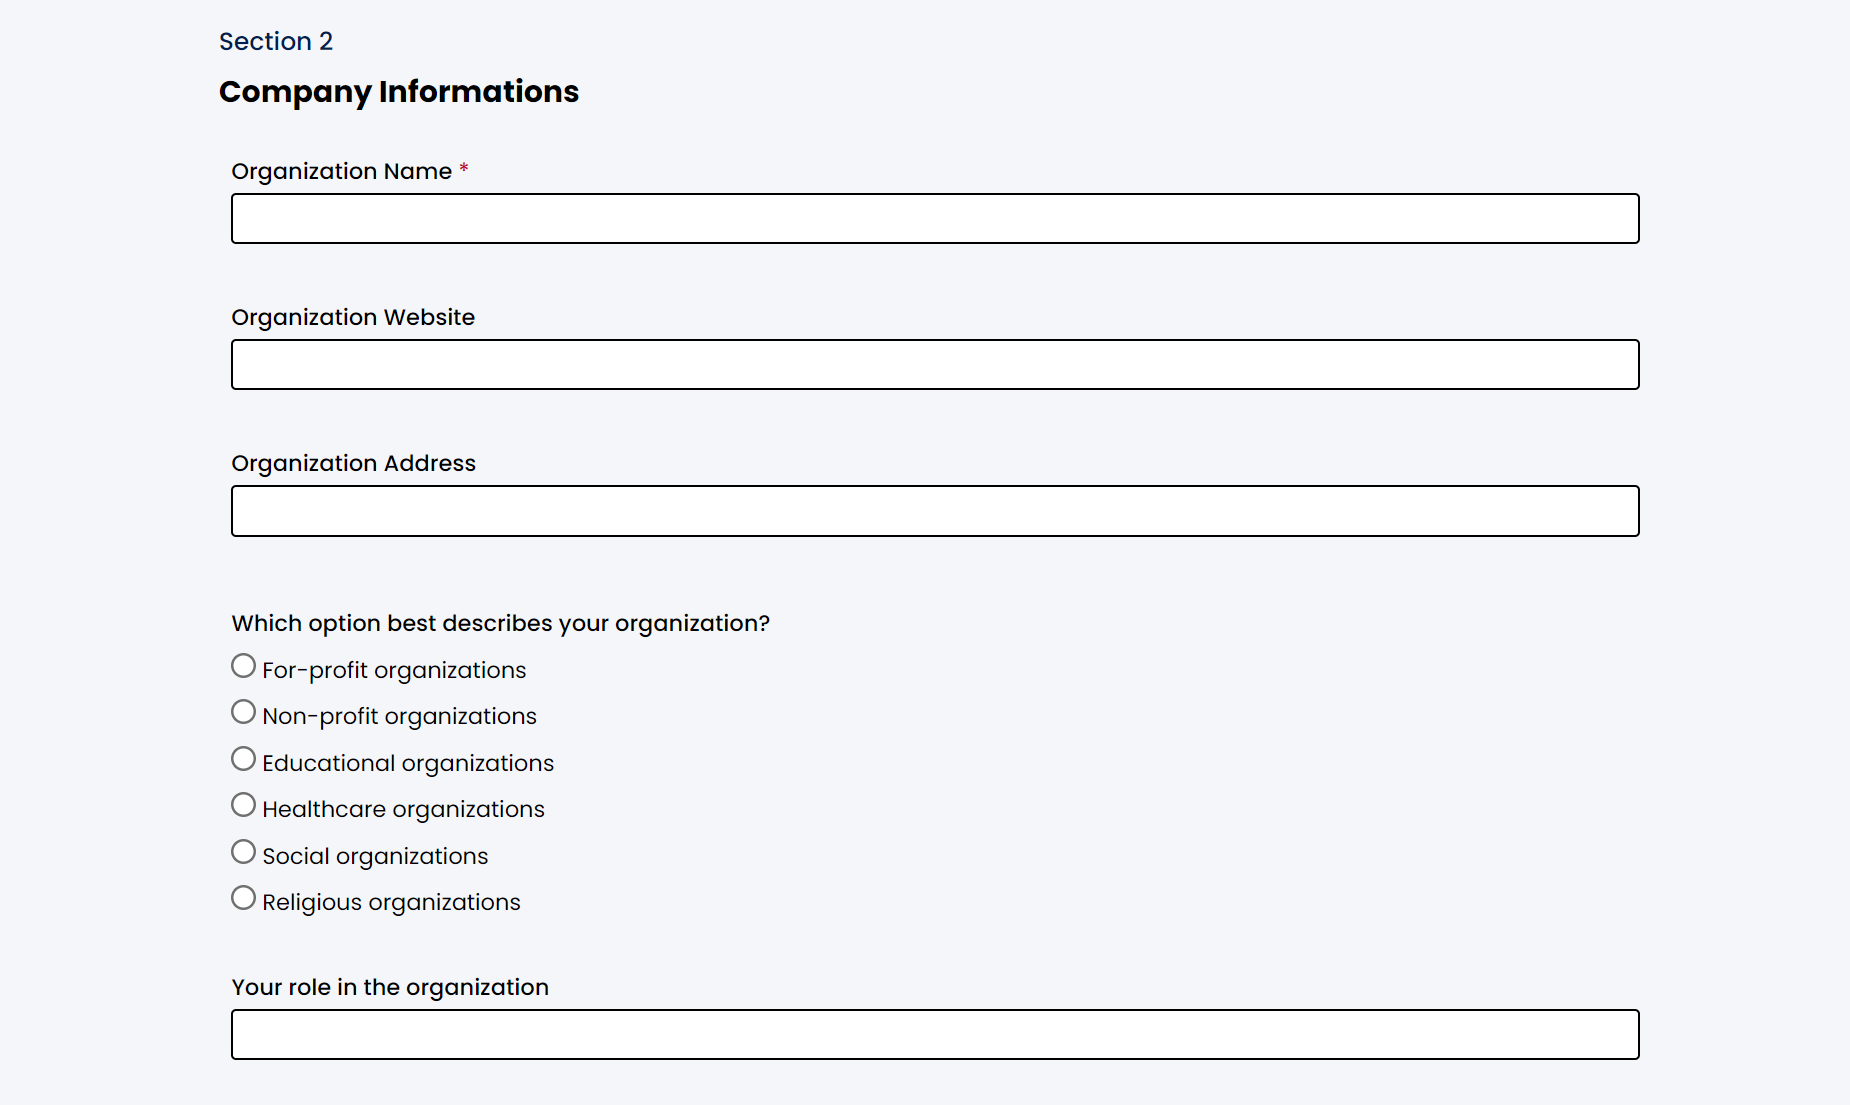 Section 2
Company Informations
Organization Name *
Organization Website
Organization Address
Which option best describes your organization?
For-profit organizations
Non-profit organizations
Educational organizations
Healthcare organizations
Social organizations
Religious organizations
Your role in the organization